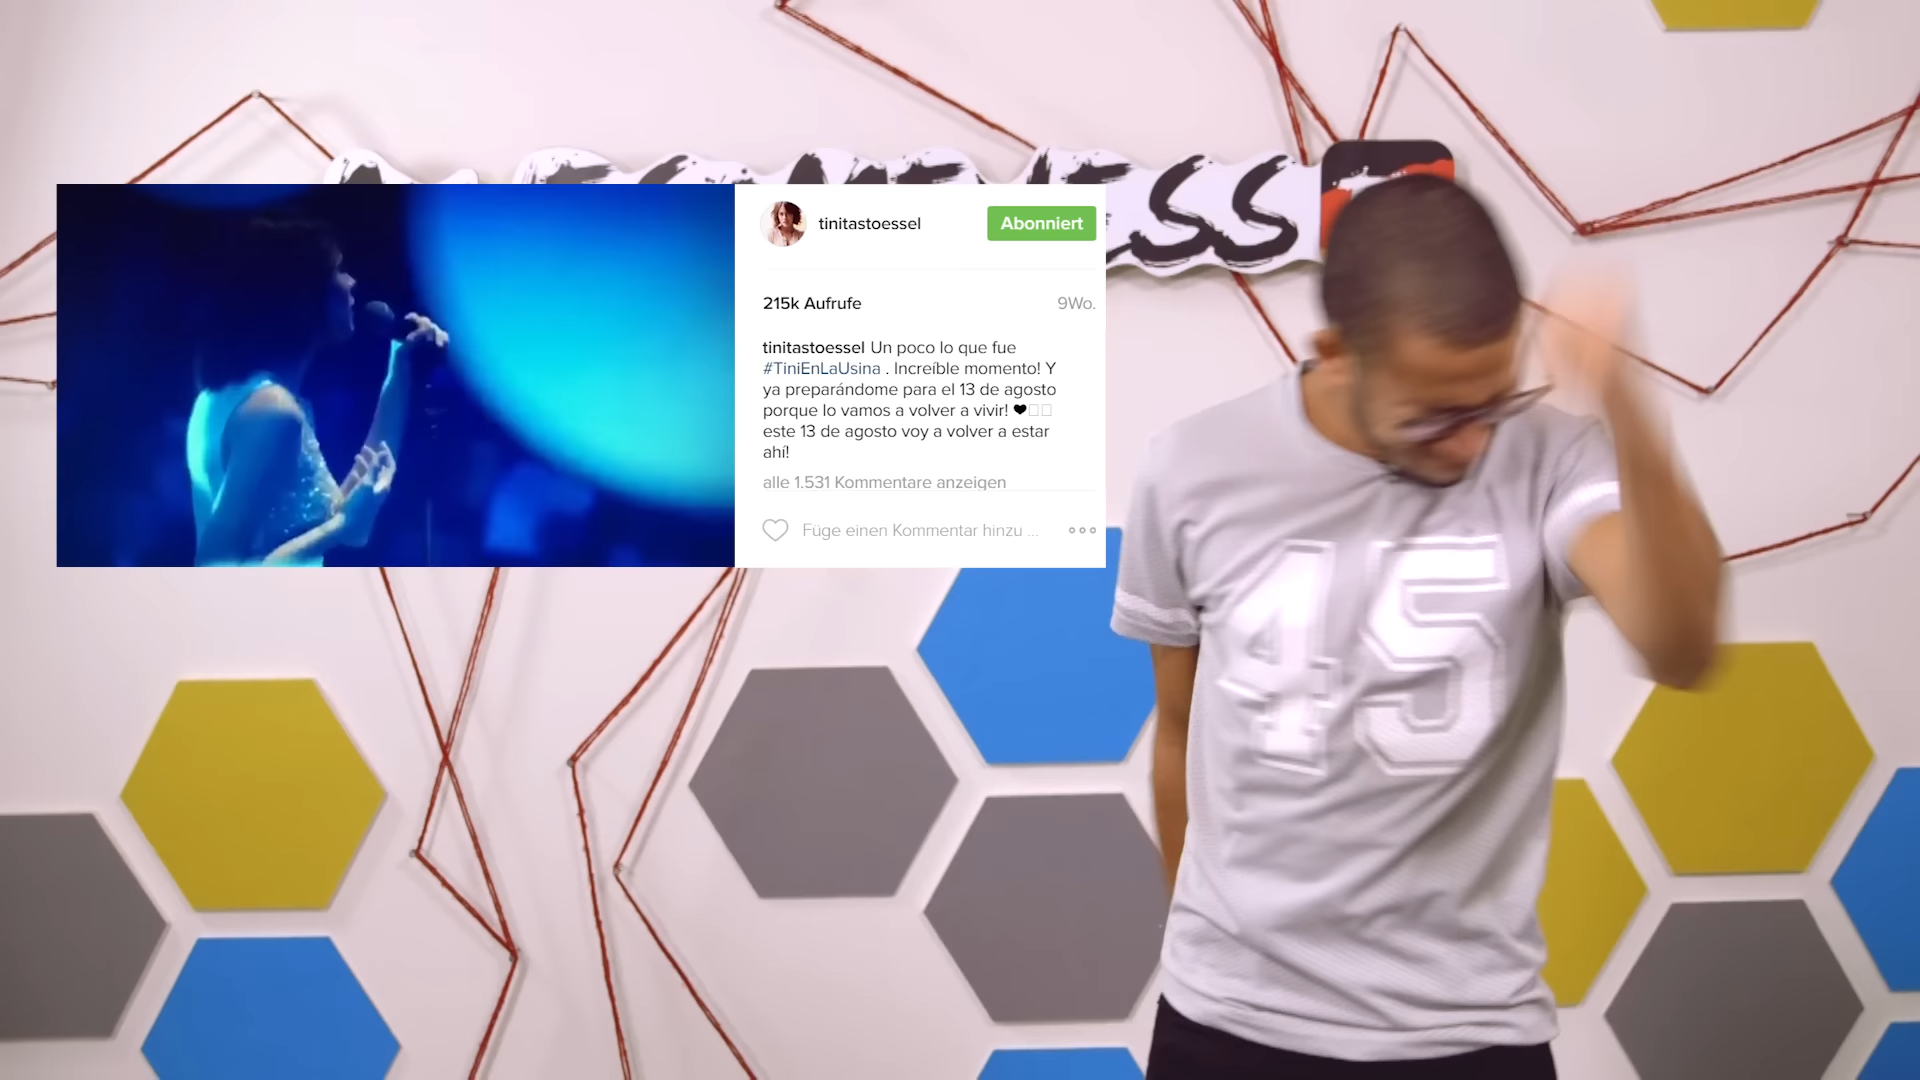 tinitastoessel
Abonniert
215k Aufrufe
9Wo.
tinitastoessel Un poco lo que fue
#TiniEnLaUsina . Increíble momento! Y
ya preparándome para el 13 de agosto
porque lo vamos a volver a vivir! ❤
este 13 de agosto voy a volver a estar
ahí!
alle 1.531 Kommentare anzeigen
Füge einen Kommentar hinzu ...
45